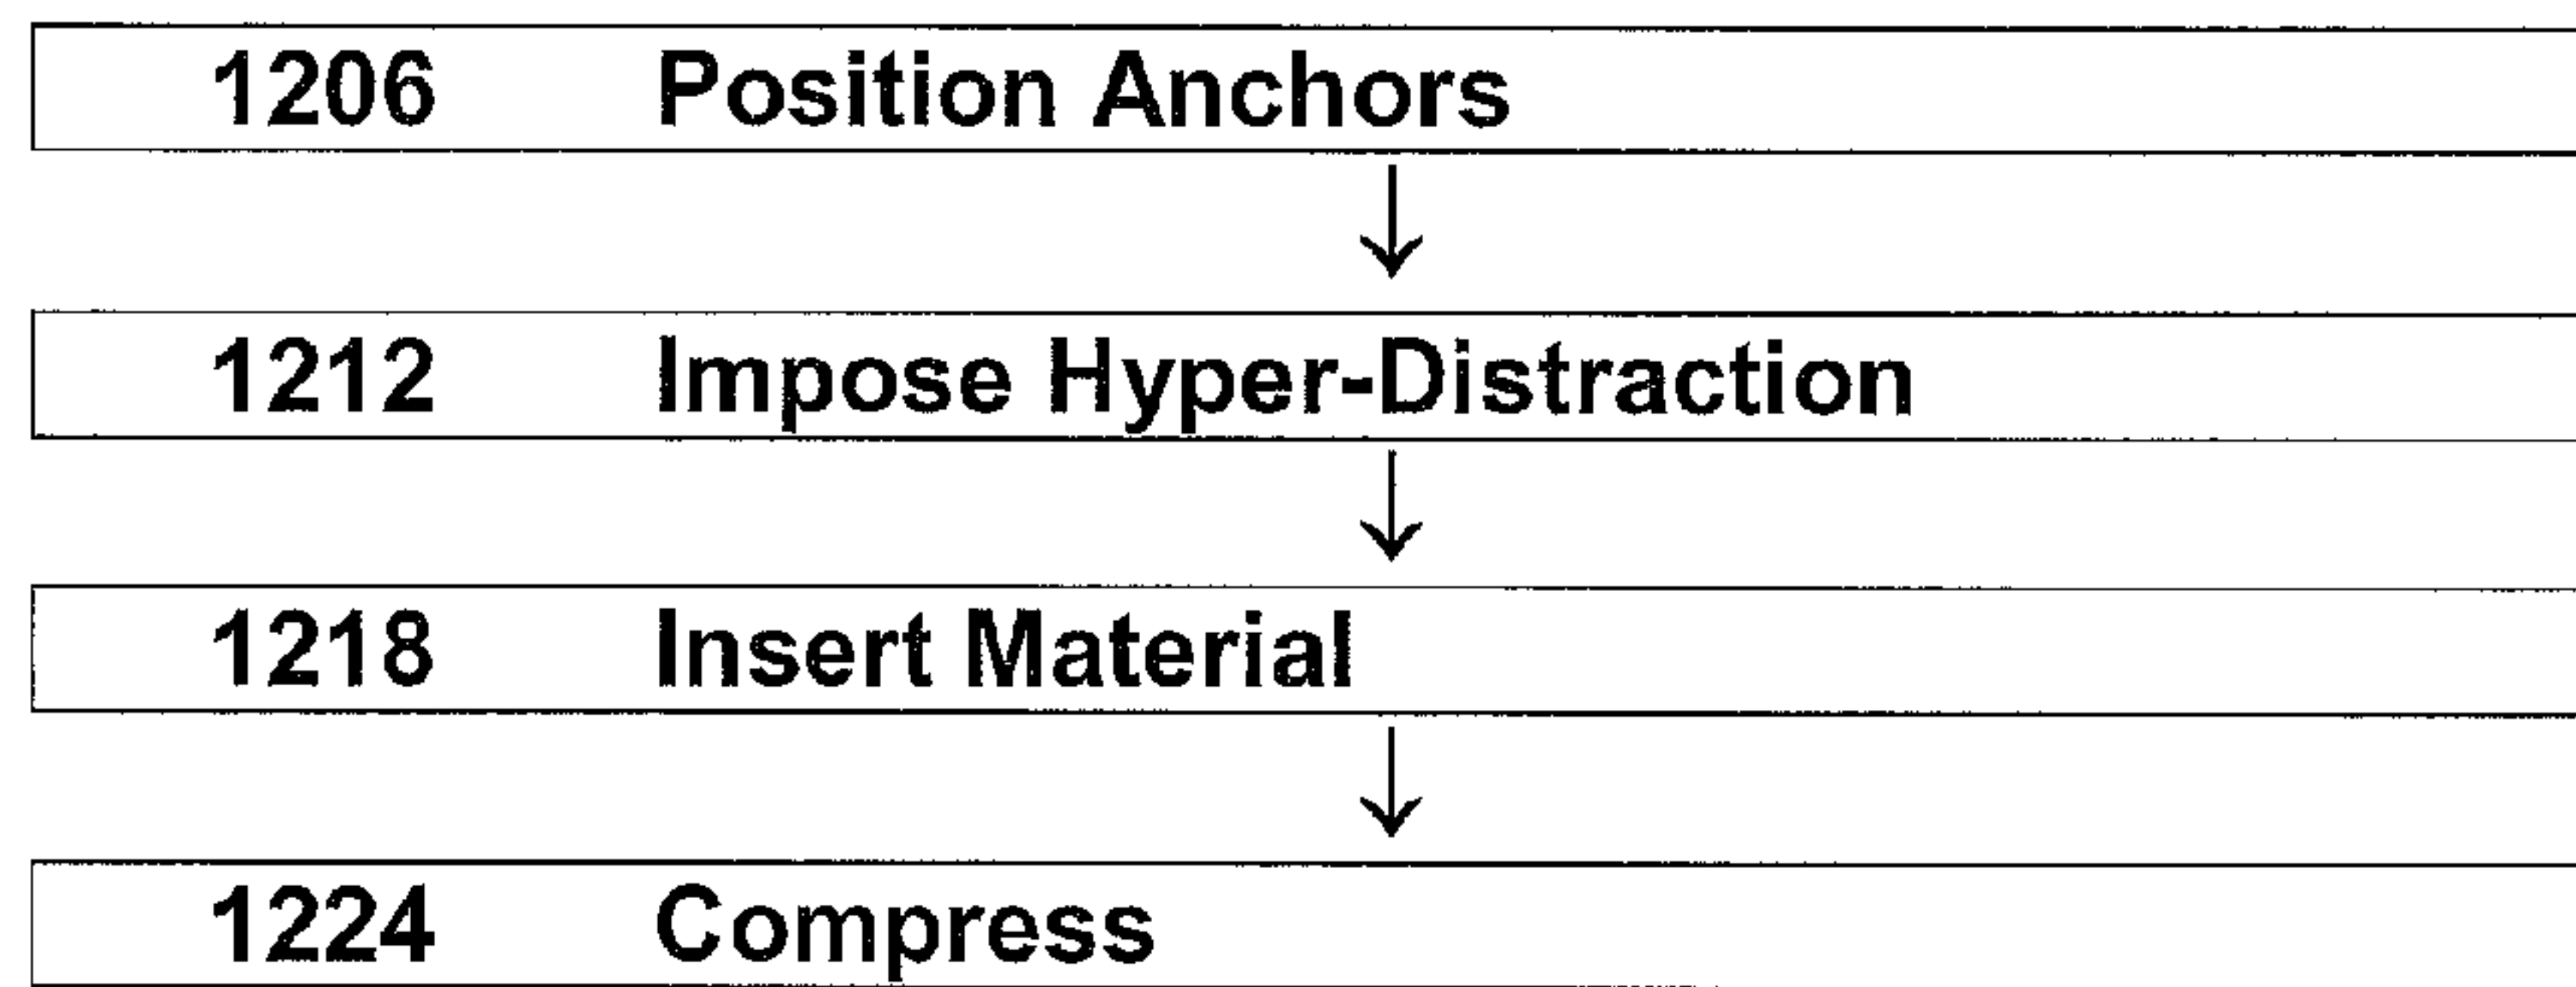 1206 Position Anchors
1212 Impose Hyper-Distraction
1218 Insert Material
1224 Compress